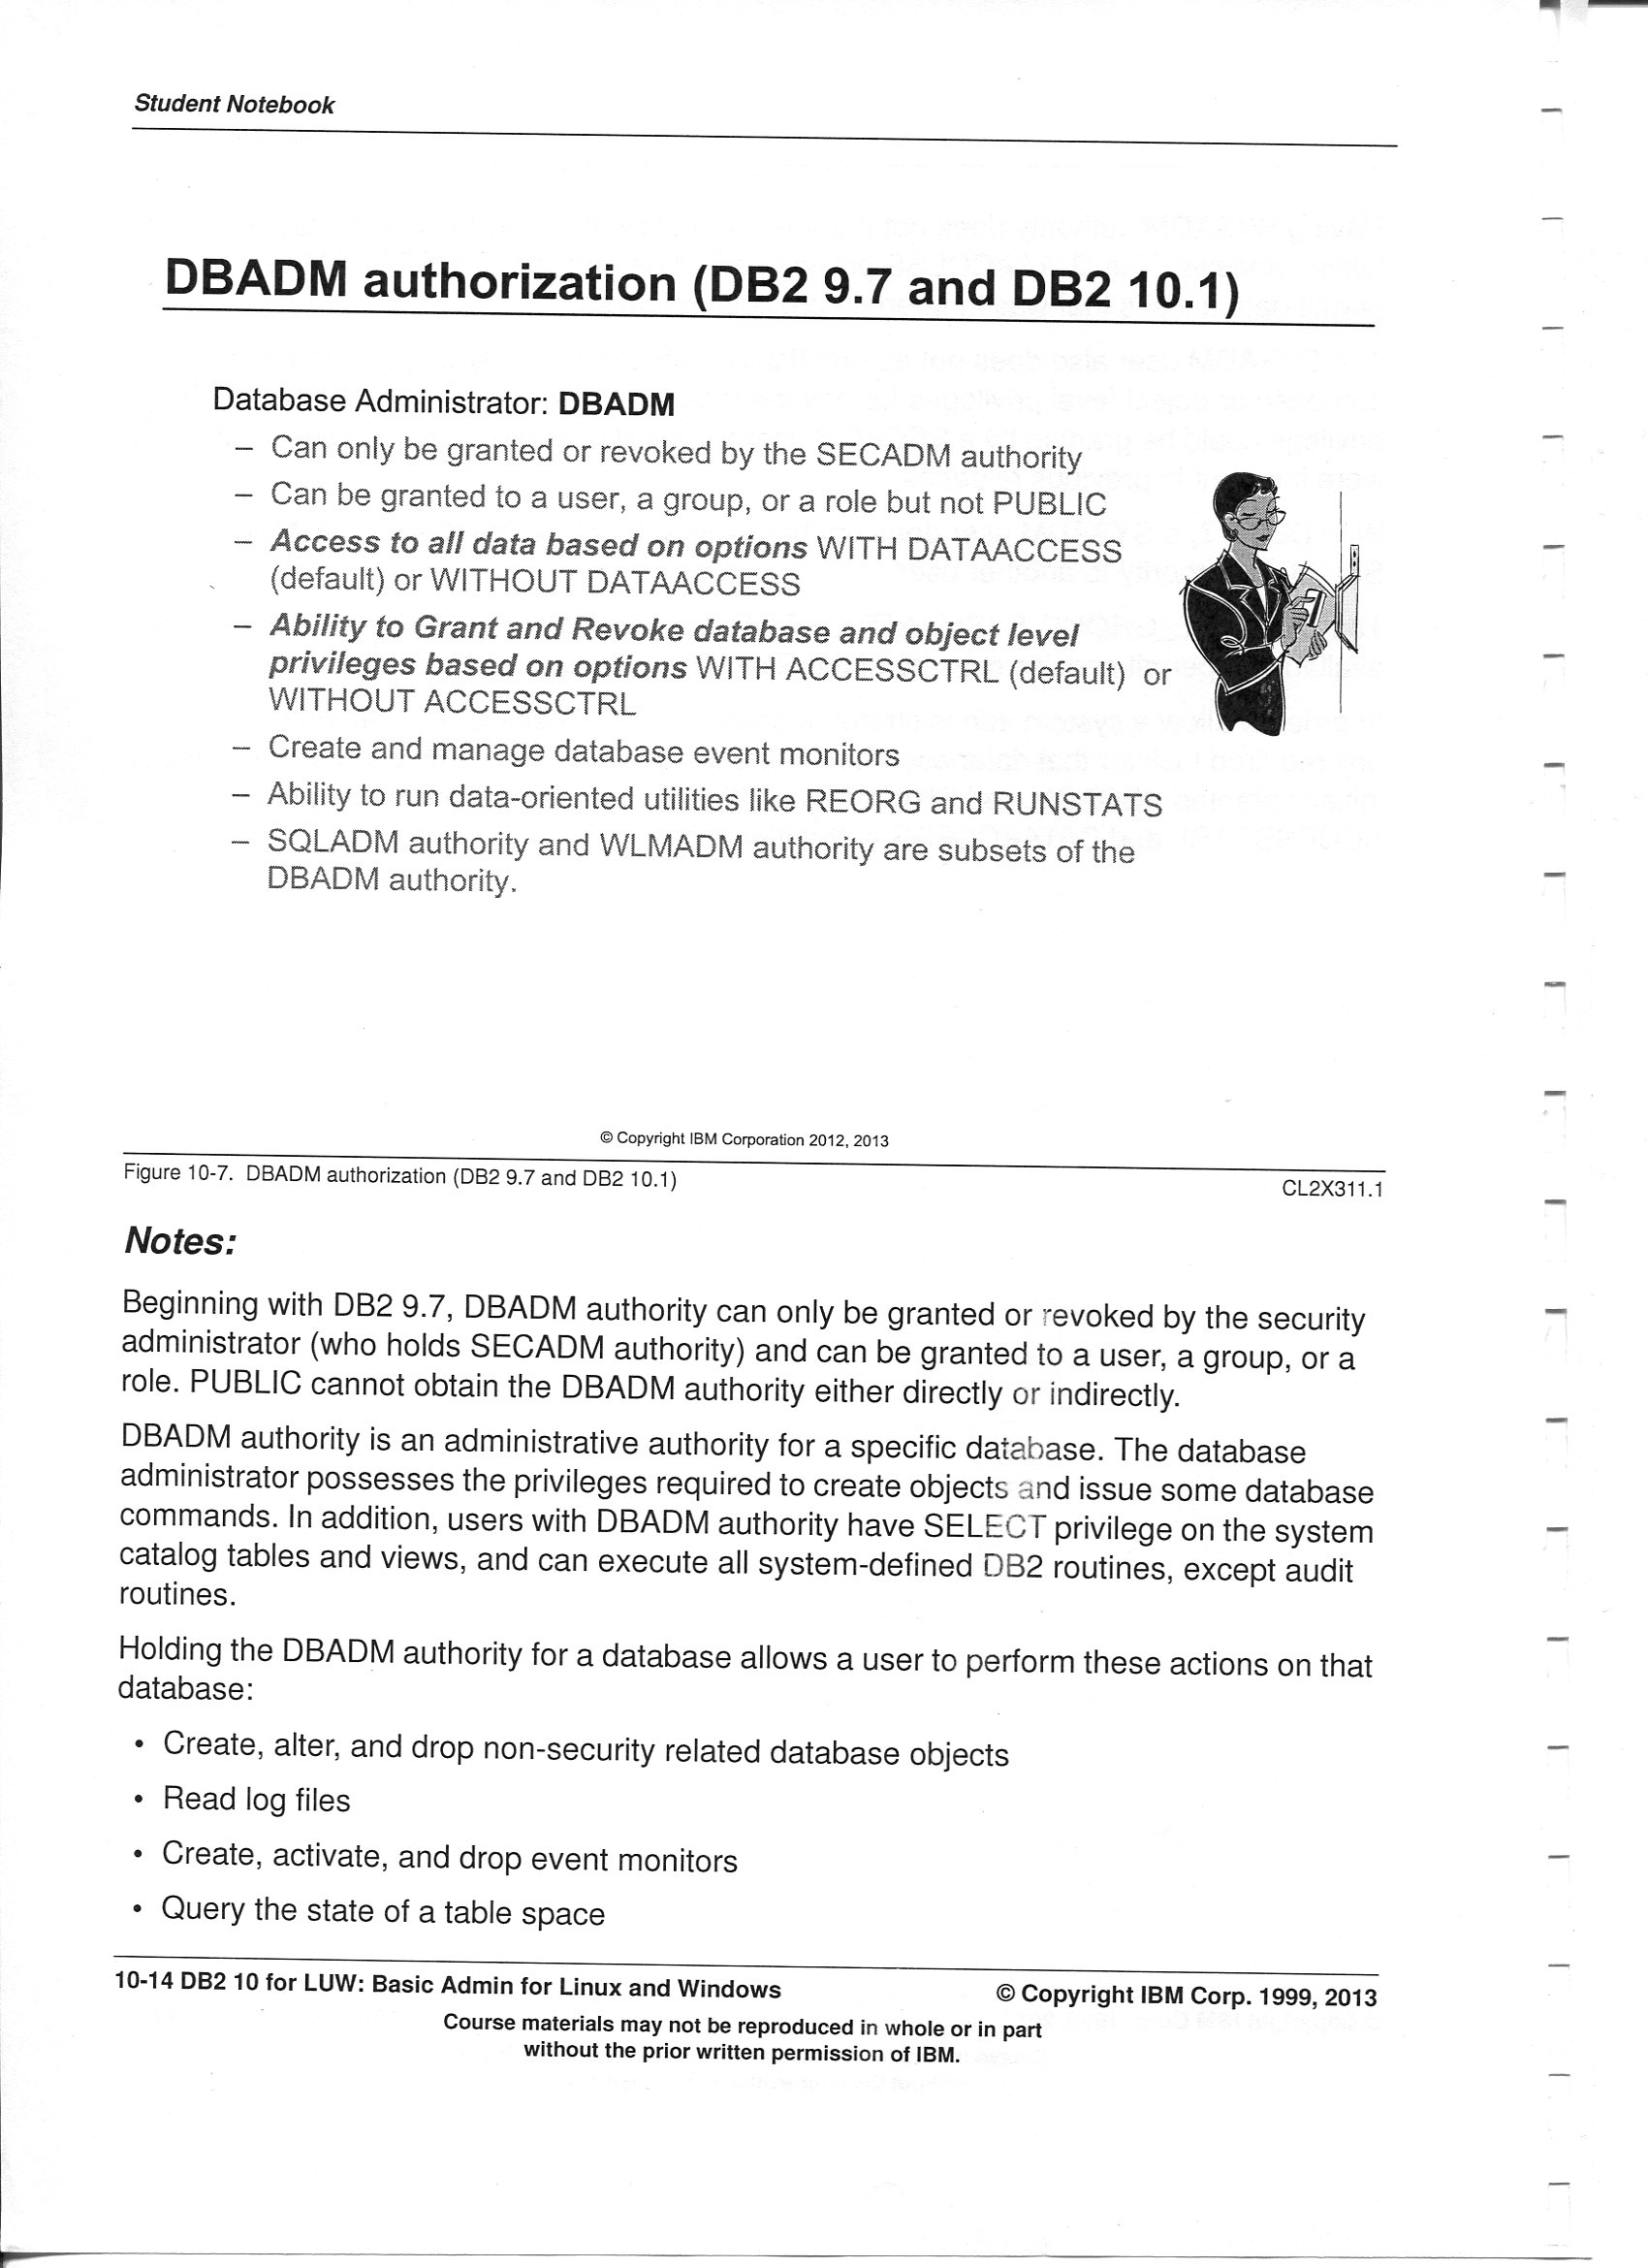 Student Notebook
DBADM authorization (DB2 9.7 and DB2 10.1)
Database Administrator: DBADM
– Can only be granted or revoked by the SECADM authority
– Can be granted to a user, a group, or a role but not PUBLIC
– Access to all data based on options WITH DATAACCESS
(default) or WITHOUT DATAACCESS
– Ability to Grant and Revoke database and object level
privileges based on options WITH ACCESSCTRL (default) or
WITHOUT ACCESSCTRL
– Create and manage database event monitors
– Ability to run data-oriented utilities like REORG and RUNSTATS
– SQLADM authority and WLMADM authority are subsets of the
DBADM authority.
© Copyright IBM Corporation 2012, 2013
Figure 10-7. DBADM authorization (DB2 9.7 and DB2 10.1)
CL2X311.1
Notes:
Beginning with DB2 9.7, DBADM authority can only be granted or revoked by the security
administrator (who holds SECADM authority) and can be granted to a user, a group, or a
role. PUBLIC cannot obtain the DBADM authority either directly or indirectly.
DBADM authority is an administrative authority for a specific database. The database
administrator possesses the privileges required to create objects and issue some database
commands. In addition, users with DBADM authority have SELECT privilege on the system
catalog tables and views, and can execute all system-defined DB2 routines, except audit
routines.
Holding the DBADM authority for a database allows a user to perform these actions on that
database:
• Create, alter, and drop non-security related database objects
• Read log files
• Create, activate, and drop event monitors
• Query the state of a table space
10-14 DB2 10 for LUW: Basic Admin for Linux and Windows
© Copyright IBM Corp. 1999, 2013
Course materials may not be reproduced in whole or in part
without the prior written permission of IBM.